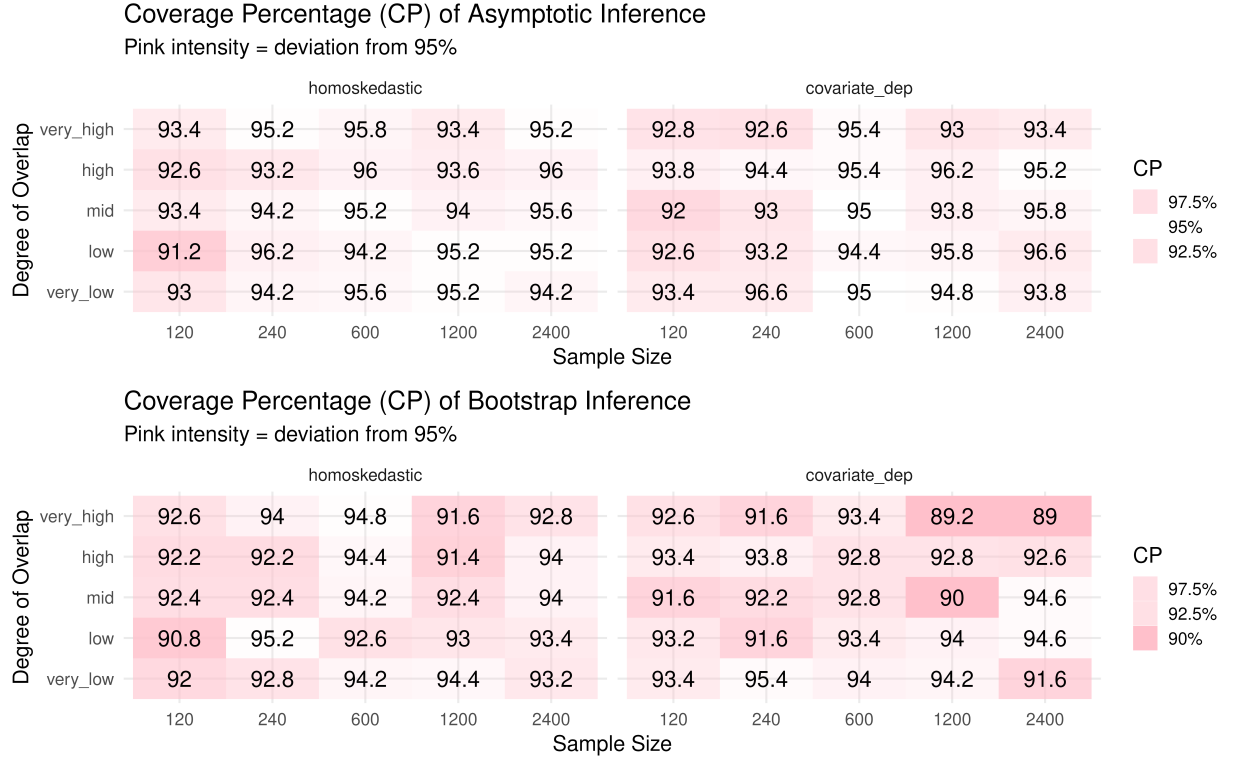 Coverage Percentage (CP) of Asymptotic Inference
Pink intensity = deviation from 95%
homoskedastic covariate_dep
very_high 93.4 95.2 95.8 93.4 95.2 92.8 92.6 95.4 93 93.4
high 92.6 93.2 96 93.6 96 93.8 94.4 95.4 96.2 95.2
mid 93.4 94.2 95.2 94 95.6 92 93 95 93.8 95.8
low 91.2 96.2 94.2 95.2 95.2 92.6 93.2 94.4 95.8 96.6
very_low 93 94.2 95.6 95.2 94.2 93.4 96.6 95 94.8 93.8
120 240 600 1200 2400 120 240 600 1200 2400
Sample Size
Degree of Overlap
CP
97.5%
95%
92.5%
Coverage Percentage (CP) of Bootstrap Inference
Pink intensity = deviation from 95%
homoskedastic covariate_dep
very_high 92.6 94 94.8 91.6 92.8 92.6 91.6 93.4 89.2 89
high 92.2 92.2 94.4 91.4 94 93.4 93.8 92.8 92.8 92.6
mid 92.4 92.4 94.2 92.4 94 91.6 92.2 92.8 90 94.6
low 90.8 95.2 92.6 93 93.4 93.2 91.6 93.4 94 94.6
very_low 92 92.8 94.2 94.4 93.2 93.4 95.4 94 94.2 91.6
120 240 600 1200 2400 120 240 600 1200 2400
Sample Size
Degree of Overlap
CP
97.5%
92.5%
90%